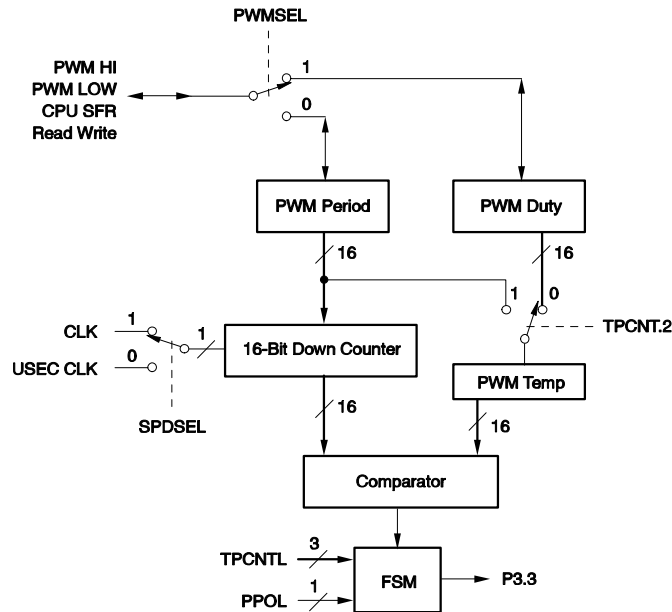 PWMSEL
PWM HI
PWM LOW
CPU SFR
Read Write
1
0
PWM Period
PWM Duty
16
16
1
0
TPCNT.2
CLK
1
1
16-Bit Down Counter
USEC CLK
0
PWM Temp
SPDSEL
16
16
Comparator
TPCNTL
3
FSM
P3.3
PPOL
1